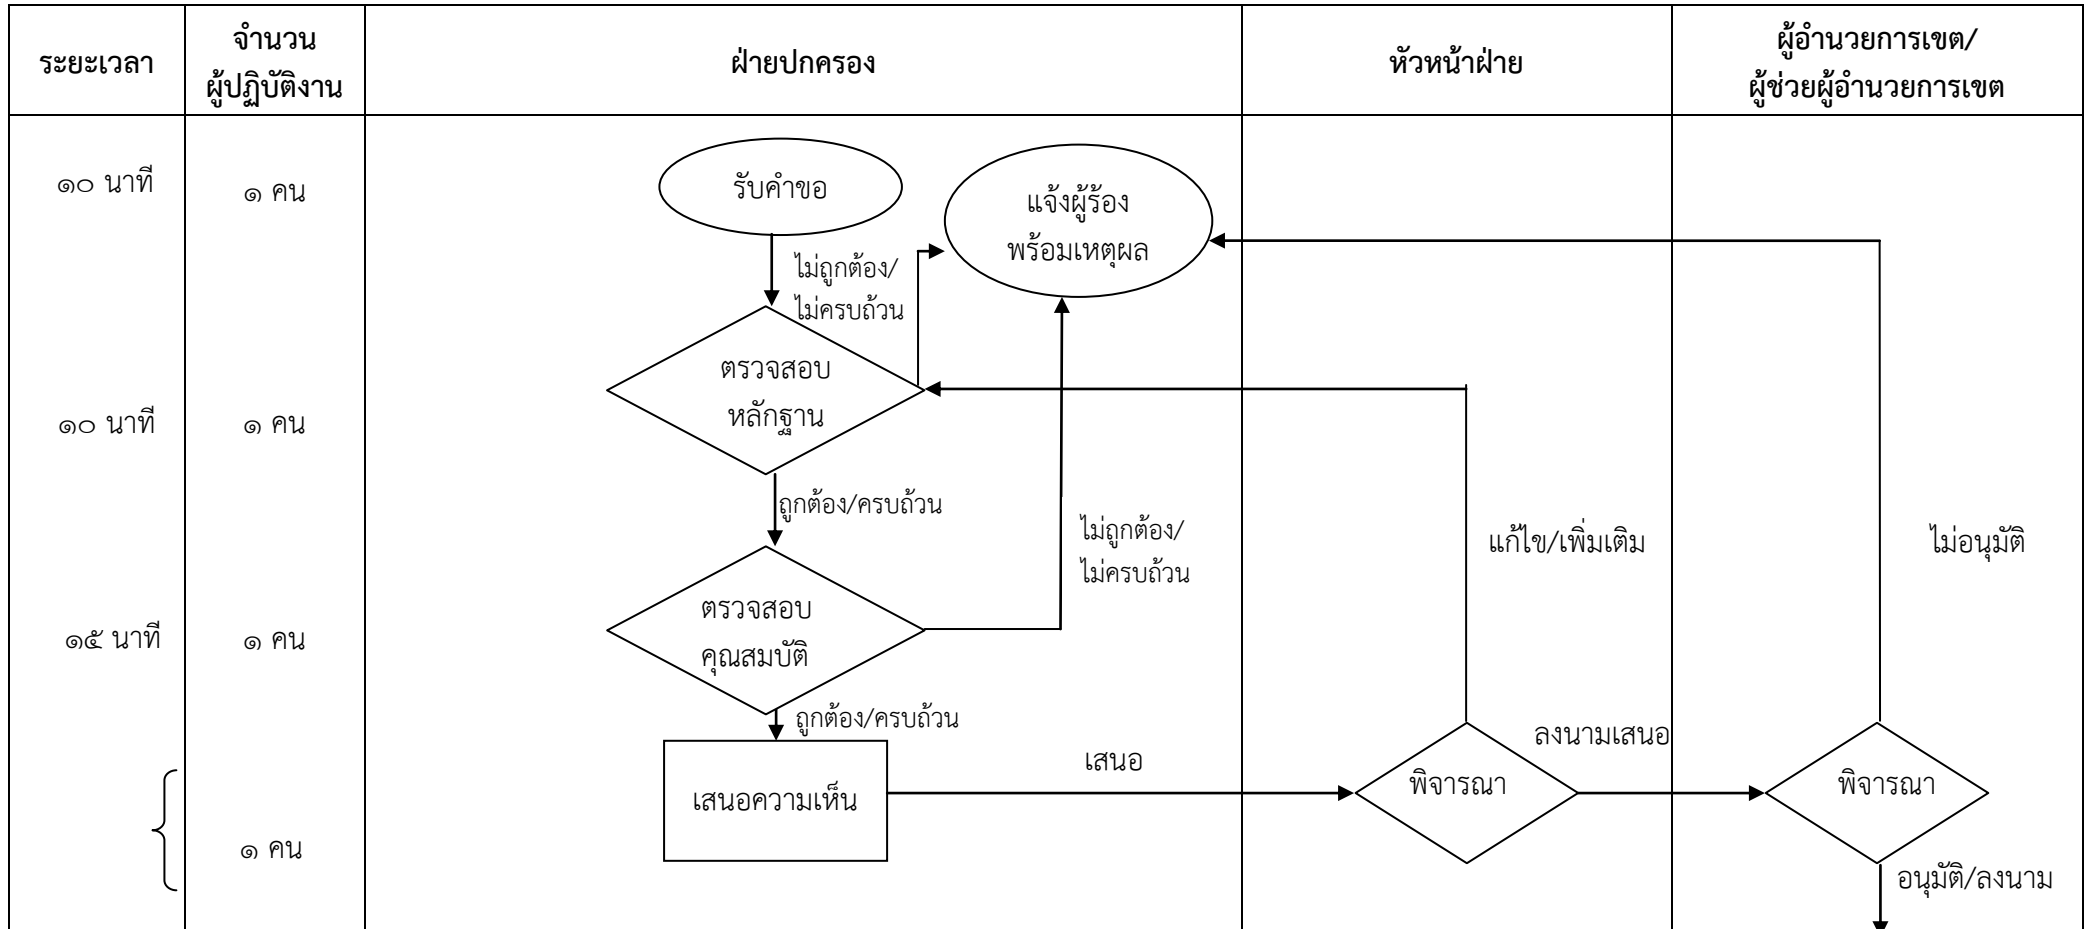 ระยะเวลา
จำนวน
ผู้ปฏิบัติงาน
ฝ่ายปกครอง
หัวหน้าฝ่าย
ผู้อำนวยการเขต/
ผู้ช่วยผู้อำนวยการเขต
๑๐ นาที
๑ คน
รับคำขอ
แจ้งผู้ร้อง
พร้อมเหตุผล
ไม่ถูกต้อง/
ไม่ครบถ้วน
ตรวจสอบ
หลักฐาน
๑๐ นาที
๑ คน
ถูกต้อง/ครบถ้วน
ไม่ถูกต้อง/
ไม่ครบถ้วน
แก้ไข/เพิ่มเติม
ไม่อนุมัติ
ตรวจสอบ
คุณสมบัติ
๑๕ นาที
๑ คน
ถูกต้อง/ครบถ้วน
ลงนามเสนอ
เสนอ
เสนอความเห็น
พิจารณา
พิจารณา
๑ คน
อนุมัติ/ลงนาม